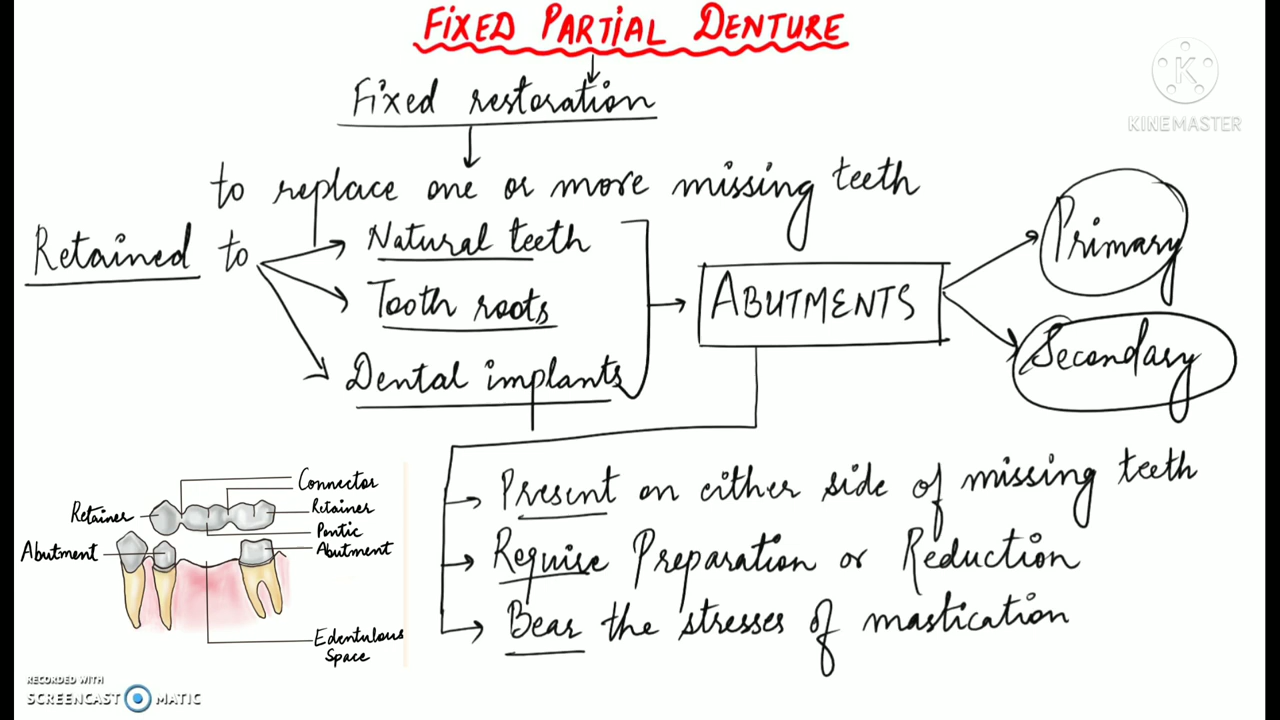 FIXED PARTIAL DENTURE
KINEMASTER
Fixed restoration
to replace one or more missing teeth
Retained to
Natural teeth
Tooth roots
Dental implants
ABUTMENTS
Primary
Secondary
Present on either side of missing teeth
Require Preparation or Reduction
Bear the stresses of mastication
Connector
Retainer
Retainer
Pontic
Abutment
Abutment
Edentulous
Space
RECORDED WITH
SCREENCAST MATIC